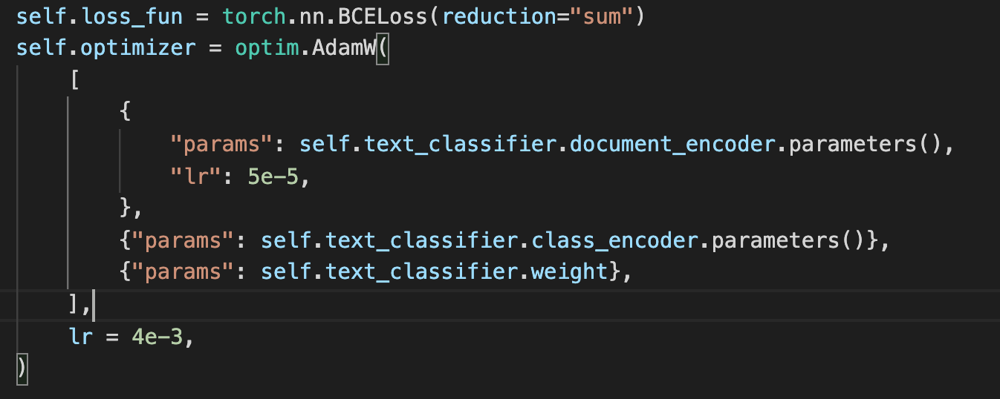 self.loss_fun = torch.nn.BCELoss(reduction="sum")
self.optimizer = optim.AdamW(
[
{
"params": self.text_classifier.document_encoder.parameters(),
"lr": 5e-5,
},
{"params": self.text_classifier.class_encoder.parameters()},
{"params": self.text_classifier.weight},
],
lr = 4e-3,
)